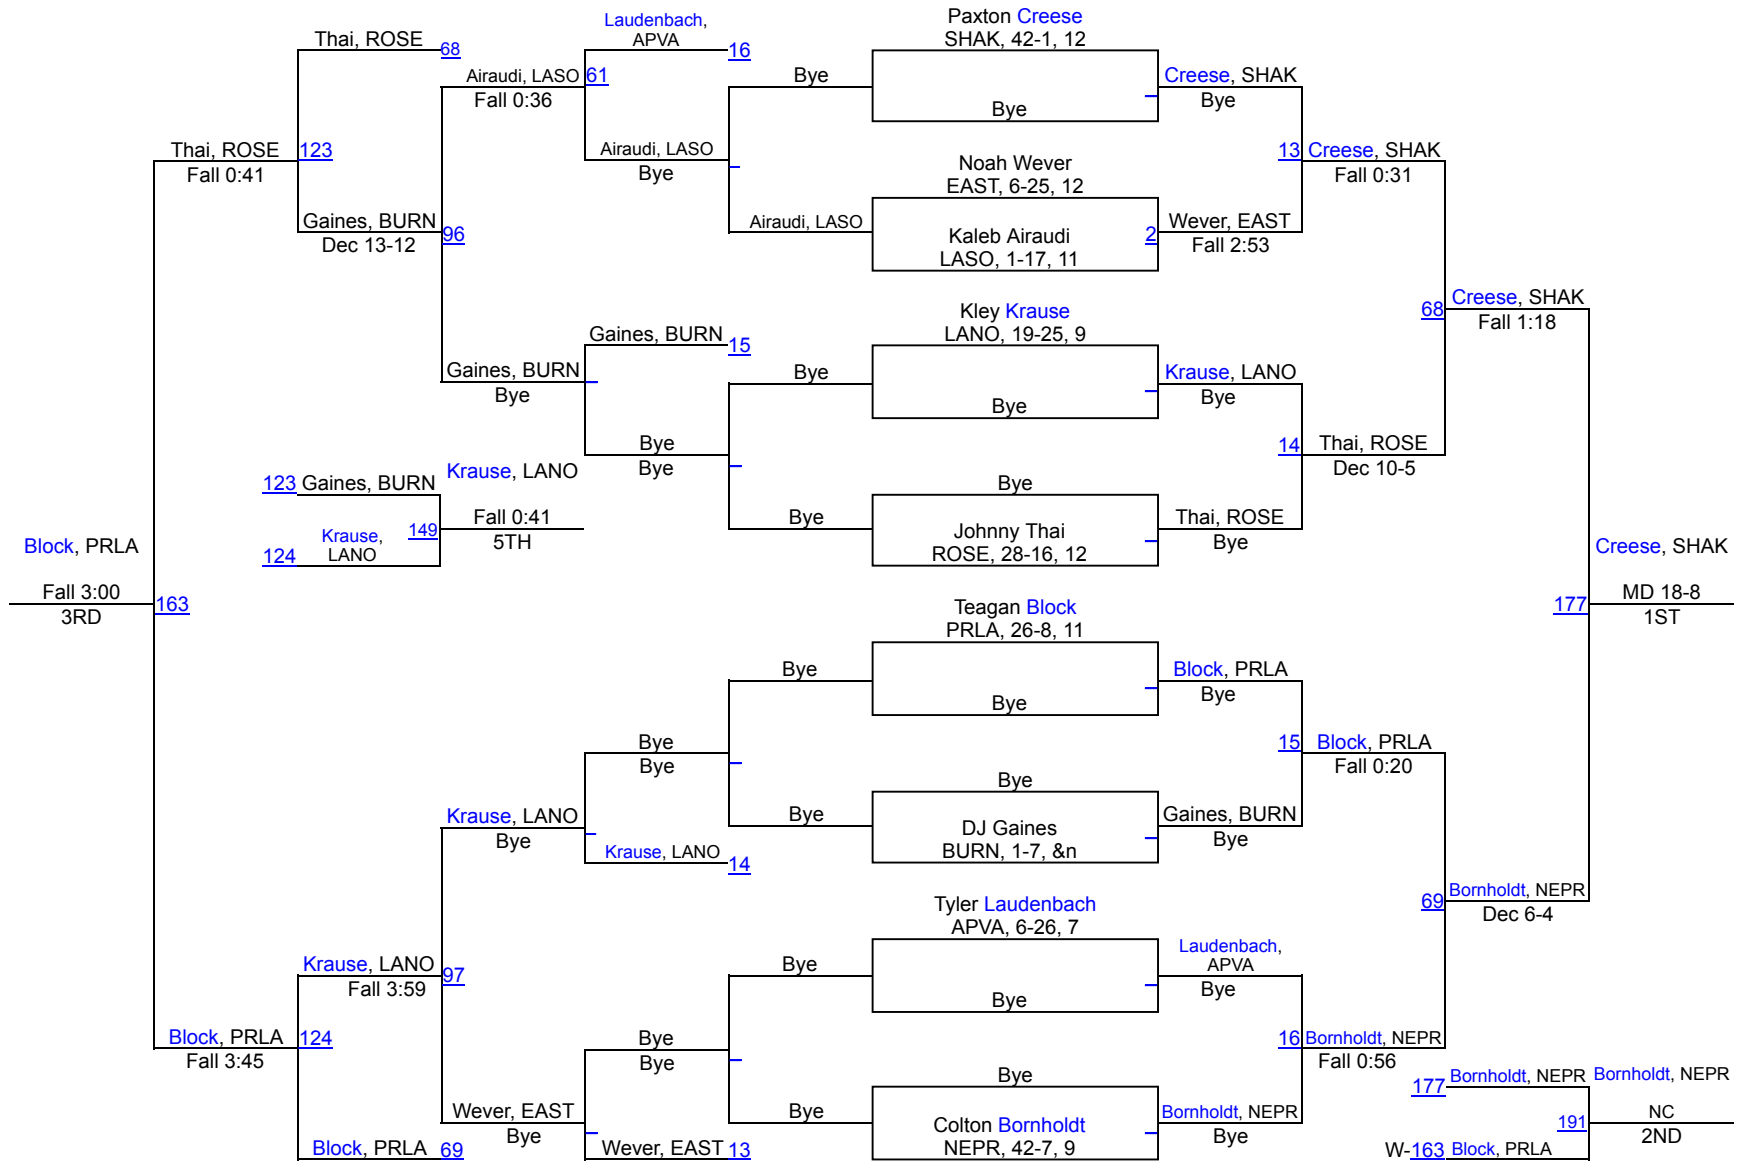 Paxton Creese
SHAK, 42-1, 12
Bye
Noah Wever
EAST, 6-25, 12
Kaleb Airaudi
LASO, 1-17, 11
2
Kley Krause
LANO, 19-25, 9
Bye
Bye
Johnny Thai
ROSE, 28-16, 12
Teagan Block
PRLA, 26-8, 11
Bye
Bye
DJ Gaines
BURN, 1-7, &n
Tyler Laudenbach
APVA, 6-26, 7
Bye
Bye
Colton Bornholdt
NEPR, 42-7, 9
Creese, SHAK
Bye
Wever, EAST
Fall 2:53
Krause, LANO
Bye
Thai, ROSE
Bye
Block, PRLA
Bye
Gaines, BURN
Bye
Laudenbach,
APVA
Bye
Bornholdt, NEPR
Bye
13 Creese, SHAK
Fall 0:31
14 Thai, ROSE
Dec 10-5
15 Block, PRLA
Fall 0:20
16 Bornholdt, NEPR
Fall 0:56
68 Creese, SHAK
Fall 1:18
69 Bornholdt, NEPR
Dec 6-4
Creese, SHAK
177 MD 18-8
1ST
177 Bornholdt, NEPR
W-163 Block, PRLA
Bornholdt, NEPR
191 NC
2ND
Bye
Airaudi, LASO
Bye
Bye
Bye
Bye
Bye
Bye
Laudenbach,
APVA 16
Airaudi, LASO
Bye
Gaines, BURN 15
Bye
Bye
Bye
Bye
Krause, LANO 14
Bye
Bye
Wever, EAST 13
Airaudi, LASO 61
Fall 0:36
Gaines, BURN
Bye
Krause, LANO
Bye
Wever, EAST
Bye
Thai, ROSE 68
Gaines, BURN 96
Dec 13-12
Krause, LANO 97
Fall 3:59
Block, PRLA 69
123 Gaines, BURN
124 Krause,
LANO
Krause, LANO
149 Fall 0:41
5TH
Thai, ROSE 123
Fall 0:41
Block, PRLA 124
Fall 3:45
Block, PRLA
Fall 3:00 163
3RD